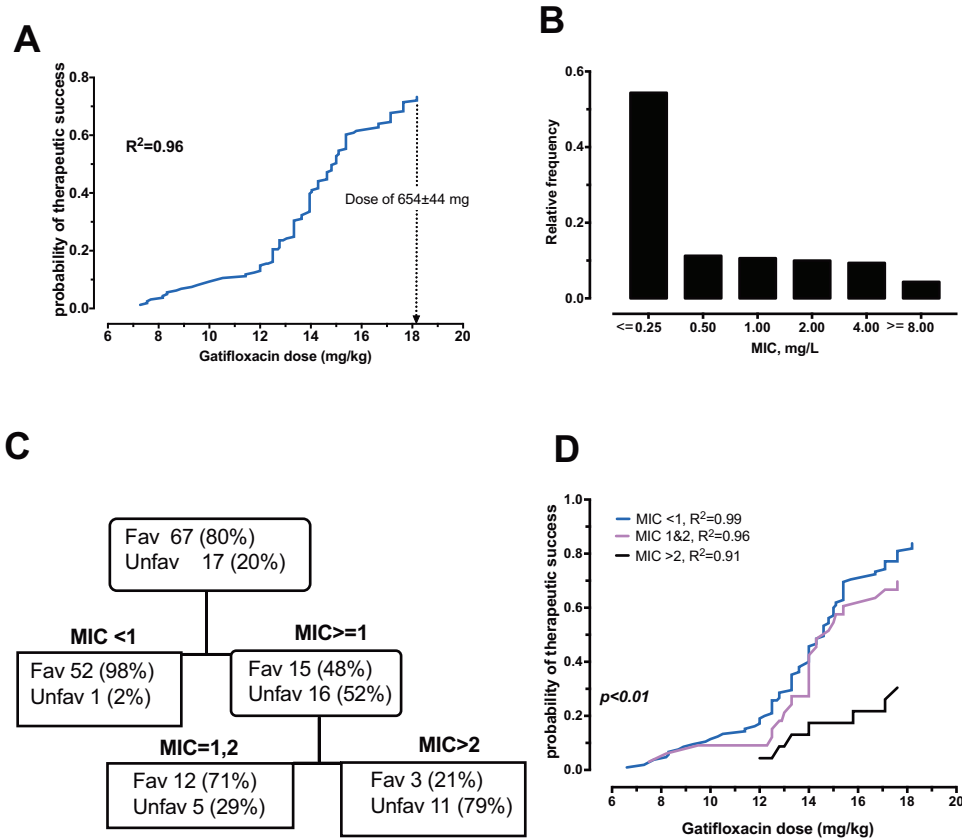 A
probability of therapeutic success
0.8
0.6
0.4
0.2
0.0
R²=0.96
Dose of 654±44 mg
6 8 10 12 14 16 18 20
Gatifloxacin dose (mg/kg)
B
Relative frequency
0.6
0.2
0.0
<=0.25 0.50 1.00 2.00 4.00 >= 8.00
MIC, mg/L
C
Fav 67 (80%)
Unfav 17 (20%)
MIC <1
MIC>=1
Fav 52 (98%)
Unfav 1 (2%)
Fav 15 (48%)
Unfav 16 (52%)
MIC=1,2
MIC>2
Fav 12 (71%)
Unfav 5 (29%)
Fav 3 (21%)
Unfav 11 (79%)
D
probability of therapeutic success
1.0
0.8
0.6
0.4
0.2
0.0
MIC <1, R²=0.99
MIC 1&2, R²=0.96
MIC >2, R²=0.91
p<0.01
6 8 10 12 14 16 18 20
Gatifloxacin dose (mg/kg)